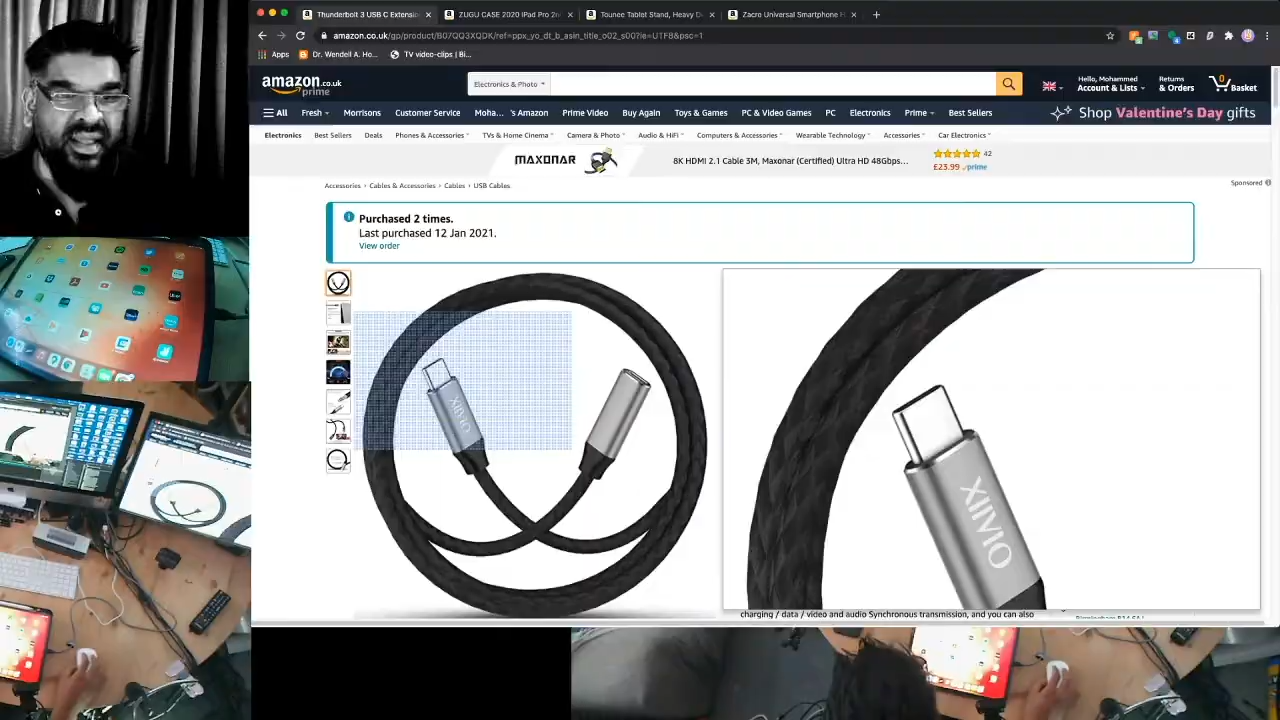 Thunderbolt 3 USB C Extensio
ZUGU CASE 2020 iPad Pro 2n
Tounee Tablet Stand, Heavy D
Zacro Universal Smartphone H
amazon.co.uk/gp/product/B07QQ3XQDK/ref=ppx_yo_dt_b_asin_title_o02_s00?ie=UTF8&psc=1
Apps
Dr. Wendell A. Ho...
TV video-clips | Bi...
amazon.co.uk
prime
Electronics & Photo
Hello, Mohammed
Account & Lists
Returns
& Orders
0
Basket
All
Fresh
Morrisons
Customer Service
Moha... 's Amazon
Prime Video
Buy Again
Toys & Games
PC & Video Games
PC
Electronics
Prime
Best Sellers
Shop Valentine's Day gifts
Electronics
Best Sellers
Deals
Phones & Accessories
TVs & Home Cinema
Camera & Photo
Audio & HiFi
Computers & Accessories
Wearable Technology
Accessories
Car Electronics
MAXONAR
8K HDMI 2.1 Cable 3M, Maxonar (Certified) Ultra HD 48Gbps...
42
£23.99 prime
Sponsored
Accessories › Cables & Accessories › Cables › USB Cables
Purchased 2 times.
Last purchased 12 Jan 2021.
View order
XIIVIO
XIIVIO
charging / data / video and audio Synchronous transmission, and you can also